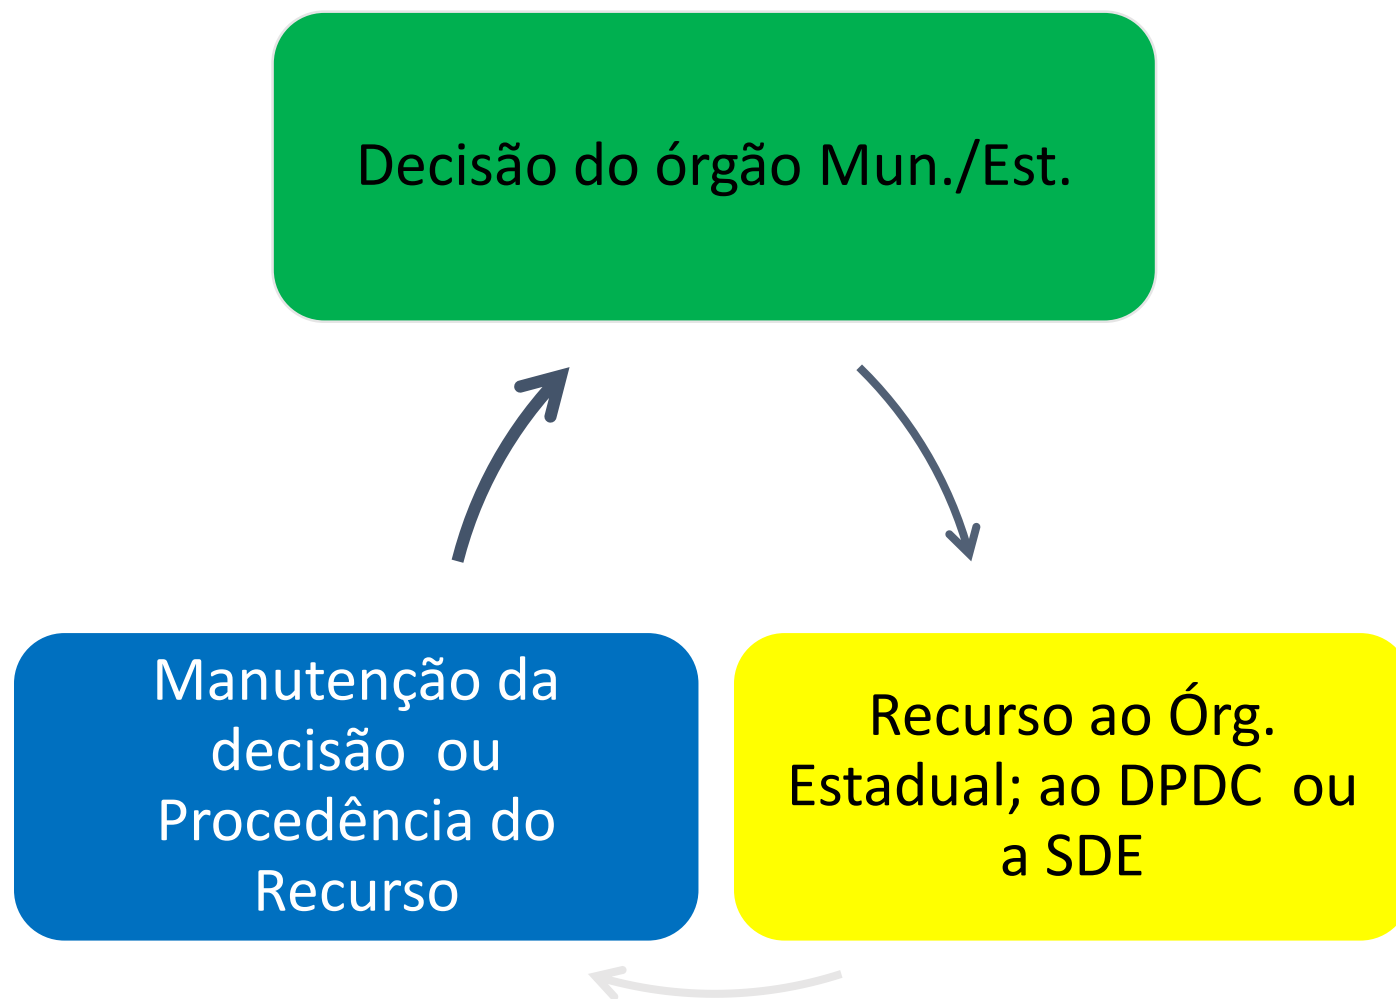 Decisão do órgão Mun./Est.
Manutenção da
decisão ou
Procedência do
Recurso
Recurso ao Órg.
Estadual; ao DPDC ou
a SDE